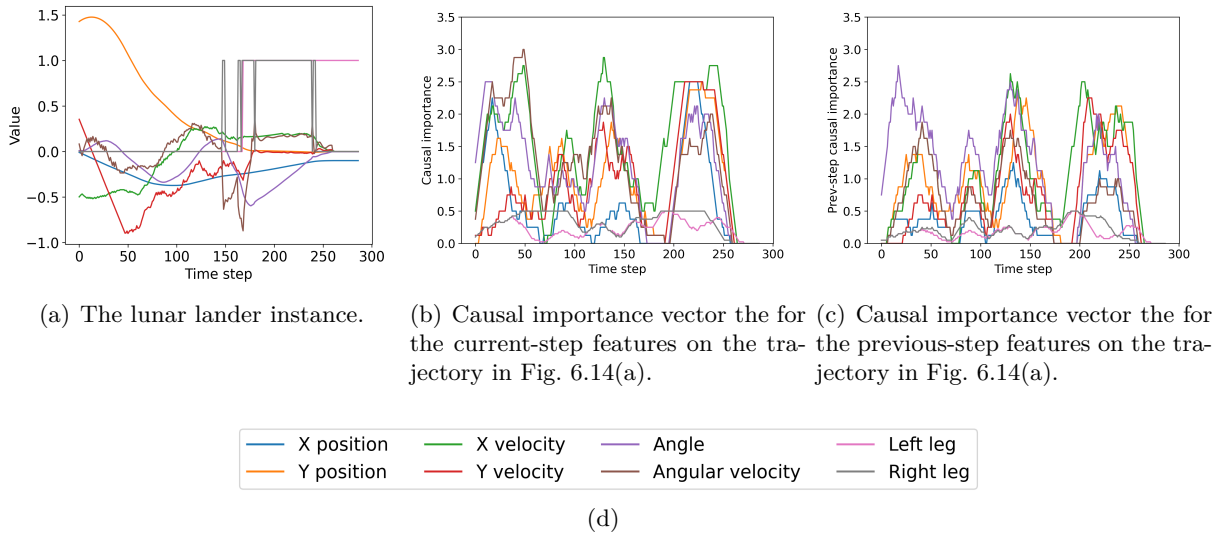 1.5
1.0
0.5
0.0
−0.5
−1.0
Value
0 50 100 150 200 250 300
Time step
3.5
3.0
2.5
2.0
1.5
1.0
0.5
0.0
Causal importance
0 50 100 150 200 250 300
Time step
3.5
3.0
2.5
2.0
1.5
1.0
0.5
0.0
Prev-step causal importance
0 50 100 150 200 250 300
Time step
(a) The lunar lander instance.
(b) Causal importance vector the for
the current-step features on the tra-
jectory in Fig. 6.14(a).
(c) Causal importance vector the for
the previous-step features on the tra-
jectory in Fig. 6.14(a).
X position X velocity Angle Left leg
Y position Y velocity Angular velocity Right leg
(d)